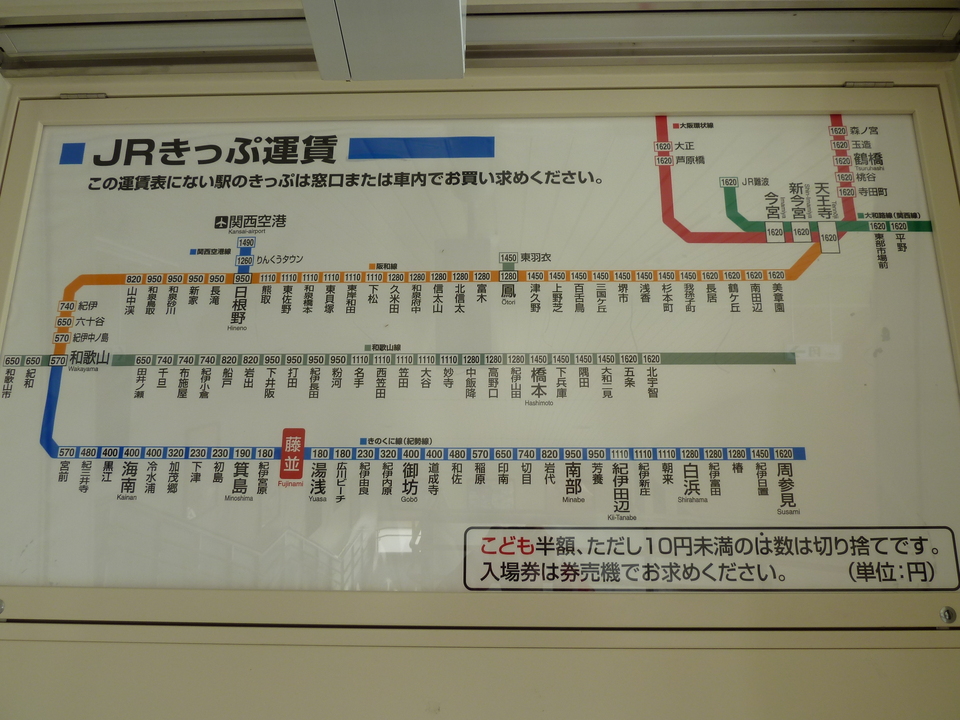 JRきっぷ運賃
この運賃表にない駅のきっぷは窓口または車内でお買い求めください。
大阪環状線
1620 大正
1620 芦原橋
1620 森ノ宮
1620 玉造
1620 鶴橋 Tsuruhashi
1620 桃谷
1620 寺田町
1620 JR難波
今宮 1620
新今宮 1620
天王寺 1620
大和路線(関西線)
1620 東部市場前
1620 平野
関西空港
Kansai-airport
1490
関西空港線
1260 りんくうタウン
阪和線
1450 東羽衣
820 山中渓
950 和泉鳥取
950 和泉砂川
950 新家
950 長滝
950 日根野 Hineno
1110 熊取
1110 東佐野
1110 和泉橋本
1110 東貝塚
1110 東岸和田
1110 下松
1280 久米田
1280 和泉府中
1280 信太山
1280 北信太
1280 富木
1280 鳳 Ōtori
1450 津久野
1450 上野芝
1450 百舌鳥
1450 三国ケ丘
1450 堺市
1450 浅香
1450 杉本町
1450 我孫子町
1620 長居
1620 鶴ケ丘
1620 南田辺
1620 美章園
740 紀伊
650 六十谷
570 紀伊中ノ島
和歌山線
650 和歌山市
650 紀和
570 和歌山 Wakayama
650 田井ノ瀬
740 千旦
740 布施屋
740 紀伊小倉
820 船戸
820 岩出
950 下井阪
950 打田
950 紀伊長田
950 粉河
1110 名手
1110 西笠田
1110 笠田
1110 大谷
1110 妙寺
1280 中飯降
1280 高野口
1280 紀伊山田
1450 橋本 Hashimoto
1450 下兵庫
1450 隅田
1450 大和二見
1620 五条
1620 北宇智
きのくに線(紀勢線)
570 宮前
480 紀三井寺
400 黒江
400 海南 Kainan
400 冷水浦
320 加茂郷
230 下津
230 初島
190 箕島 Minoshima
180 紀伊宮原
藤並 Fujinami
180 湯浅 Yuasa
180 広川ビーチ
230 紀伊由良
320 紀伊内原
400 御坊 Gobō
400 道成寺
480 和佐
570 稲原
650 印南
740 切目
820 岩代
950 南部 Minabe
950 芳養
1110 紀伊田辺 Kii-Tanabe
1110 紀伊新庄
1110 朝来
1280 白浜 Shirahama
1280 紀伊富田
1280 椿
1450 紀伊日置
1620 周参見 Susami
こども半額、ただし10円未満のは数は切り捨てです。
入場券は券売機でお求めください。 (単位:円)